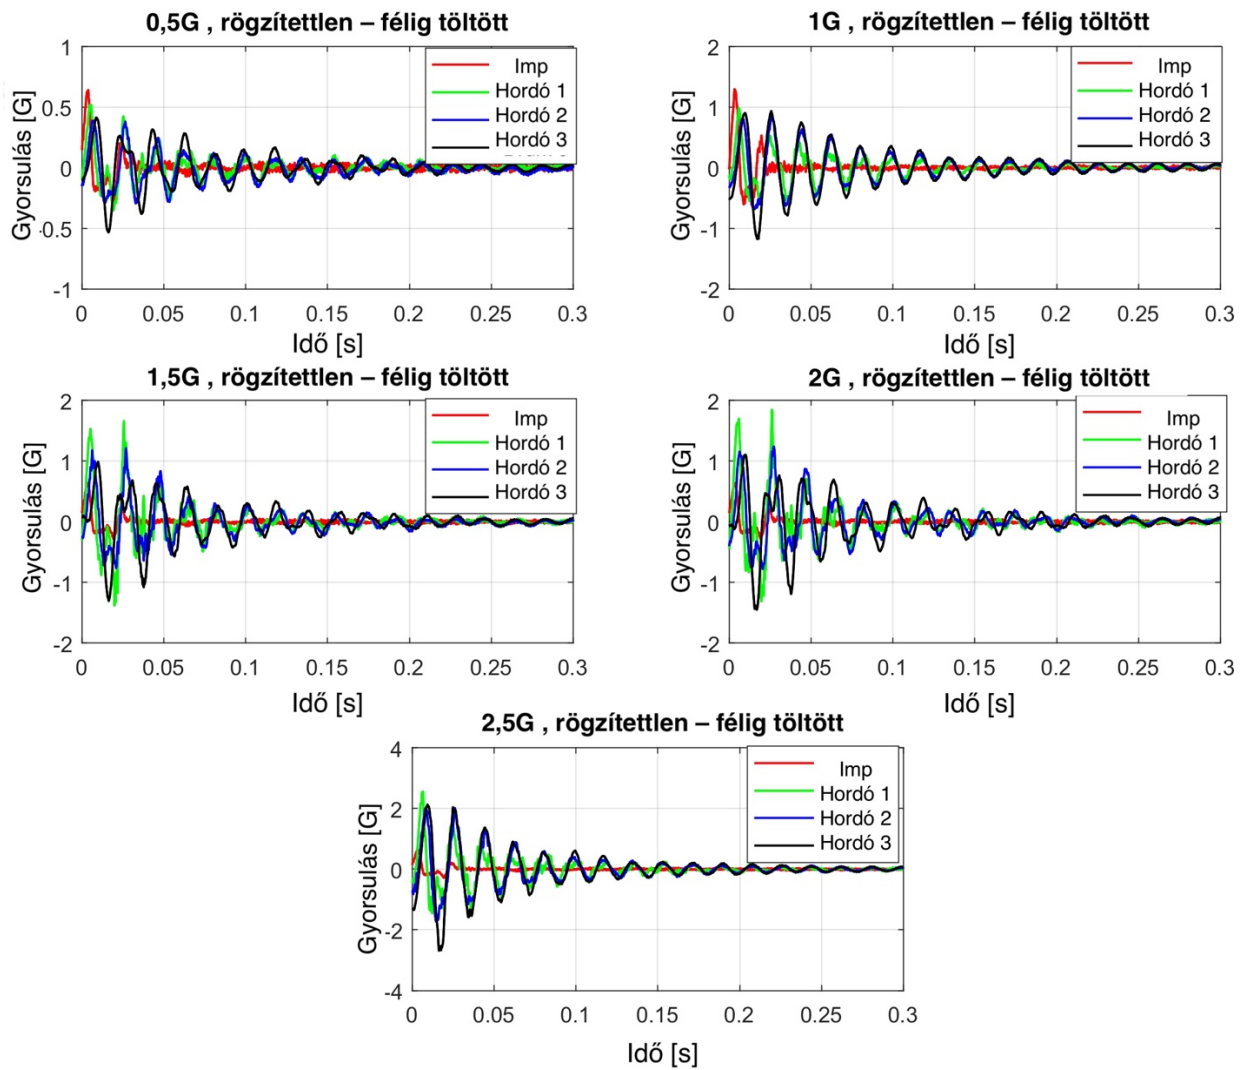 0,5G , rögzítettlen – félig töltött
Gyorsulás [G]
1
0.5
0
-0.5
-1
Imp
Hordó 1
Hordó 2
Hordó 3
0 0.05 0.1 0.15 0.2 0.25 0.3
Idő [s]
1G , rögzítettlen – félig töltött
Gyorsulás [G]
2
1
0
-1
-2
Imp
Hordó 1
Hordó 2
Hordó 3
0 0.05 0.1 0.15 0.2 0.25 0.3
Idő [s]
1,5G , rögzítettlen – félig töltött
Gyorsulás [G]
2
1
0
-1
-2
Imp
Hordó 1
Hordó 2
Hordó 3
0 0.05 0.1 0.15 0.2 0.25 0.3
Idő [s]
2G , rögzítettlen – félig töltött
Gyorsulás [G]
2
1
0
-1
-2
Imp
Hordó 1
Hordó 2
Hordó 3
0 0.05 0.1 0.15 0.2 0.25 0.3
Idő [s]
2,5G , rögzítettlen – félig töltött
Gyorsulás [G]
4
2
0
-2
-4
Imp
Hordó 1
Hordó 2
Hordó 3
0 0.05 0.1 0.15 0.2 0.25 0.3
Idő [s]